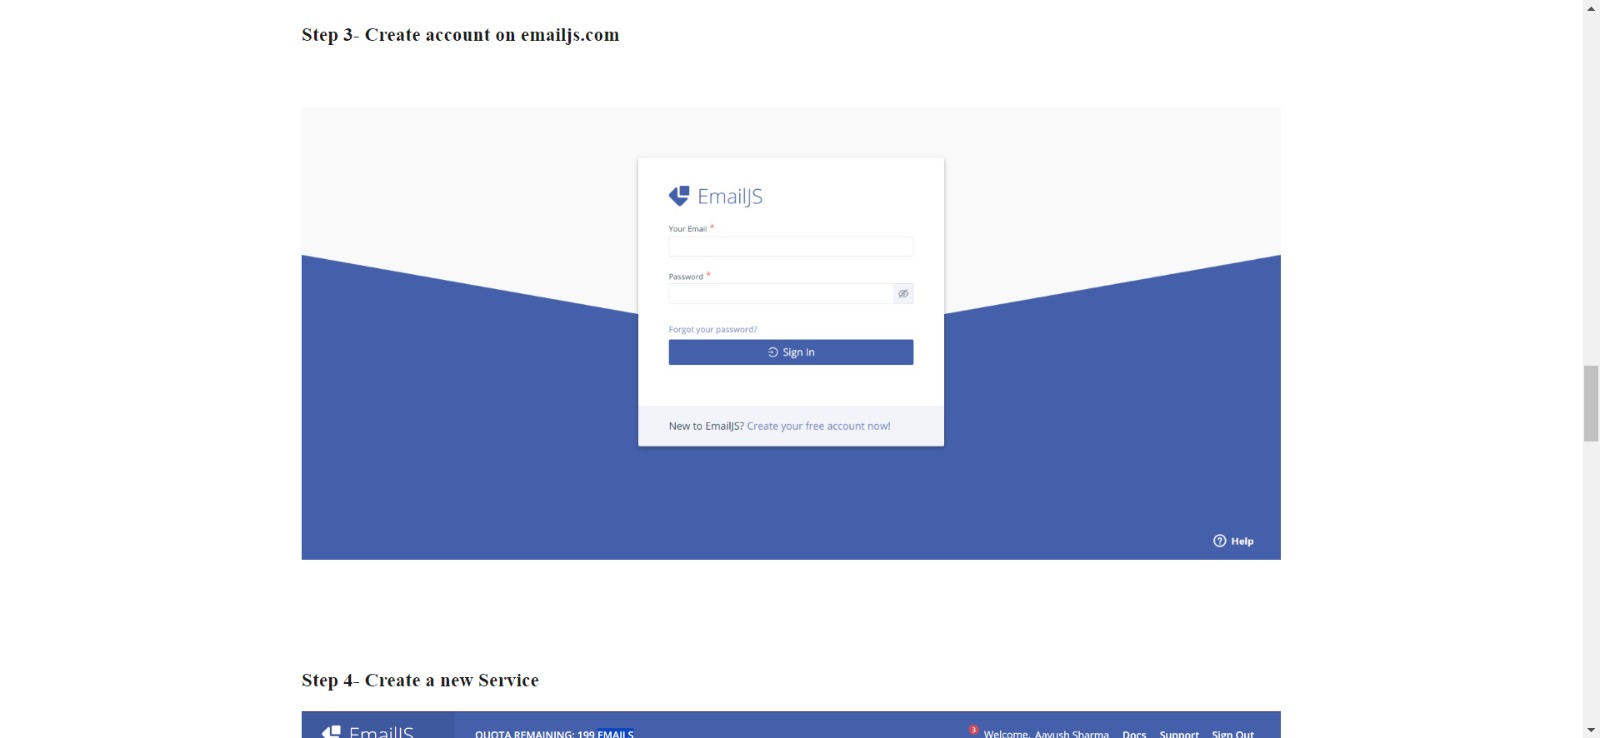 Step 3- Create account on emailjs.com
EmailJS
Your Email *
Password *
Forgot your password?
Sign In
New to EmailJS? Create your free account now!
? Help
Step 4- Create a new Service
EmailJS QUOTA REMAINING: 199 EMAILS 3 Welcome, Aayush Sharma Docs Support Sign Out